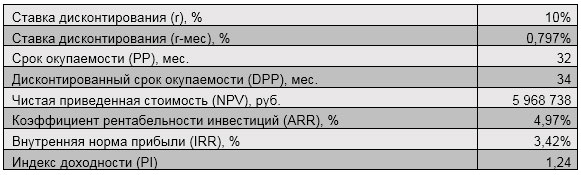 Ставка дисконтирования (r), % 10%
Ставка дисконтирования (r-мес), % 0,797%
Срок окупаемости (PP), мес. 32
Дисконтированный срок окупаемости (DPP), мес. 34
Чистая приведенная стоимость (NPV), руб. 5 968 738
Коэффициент рентабельности инвестиций (ARR), % 4,97%
Внутренняя норма прибыли (IRR), % 3,42%
Индекс доходности (PI) 1,24